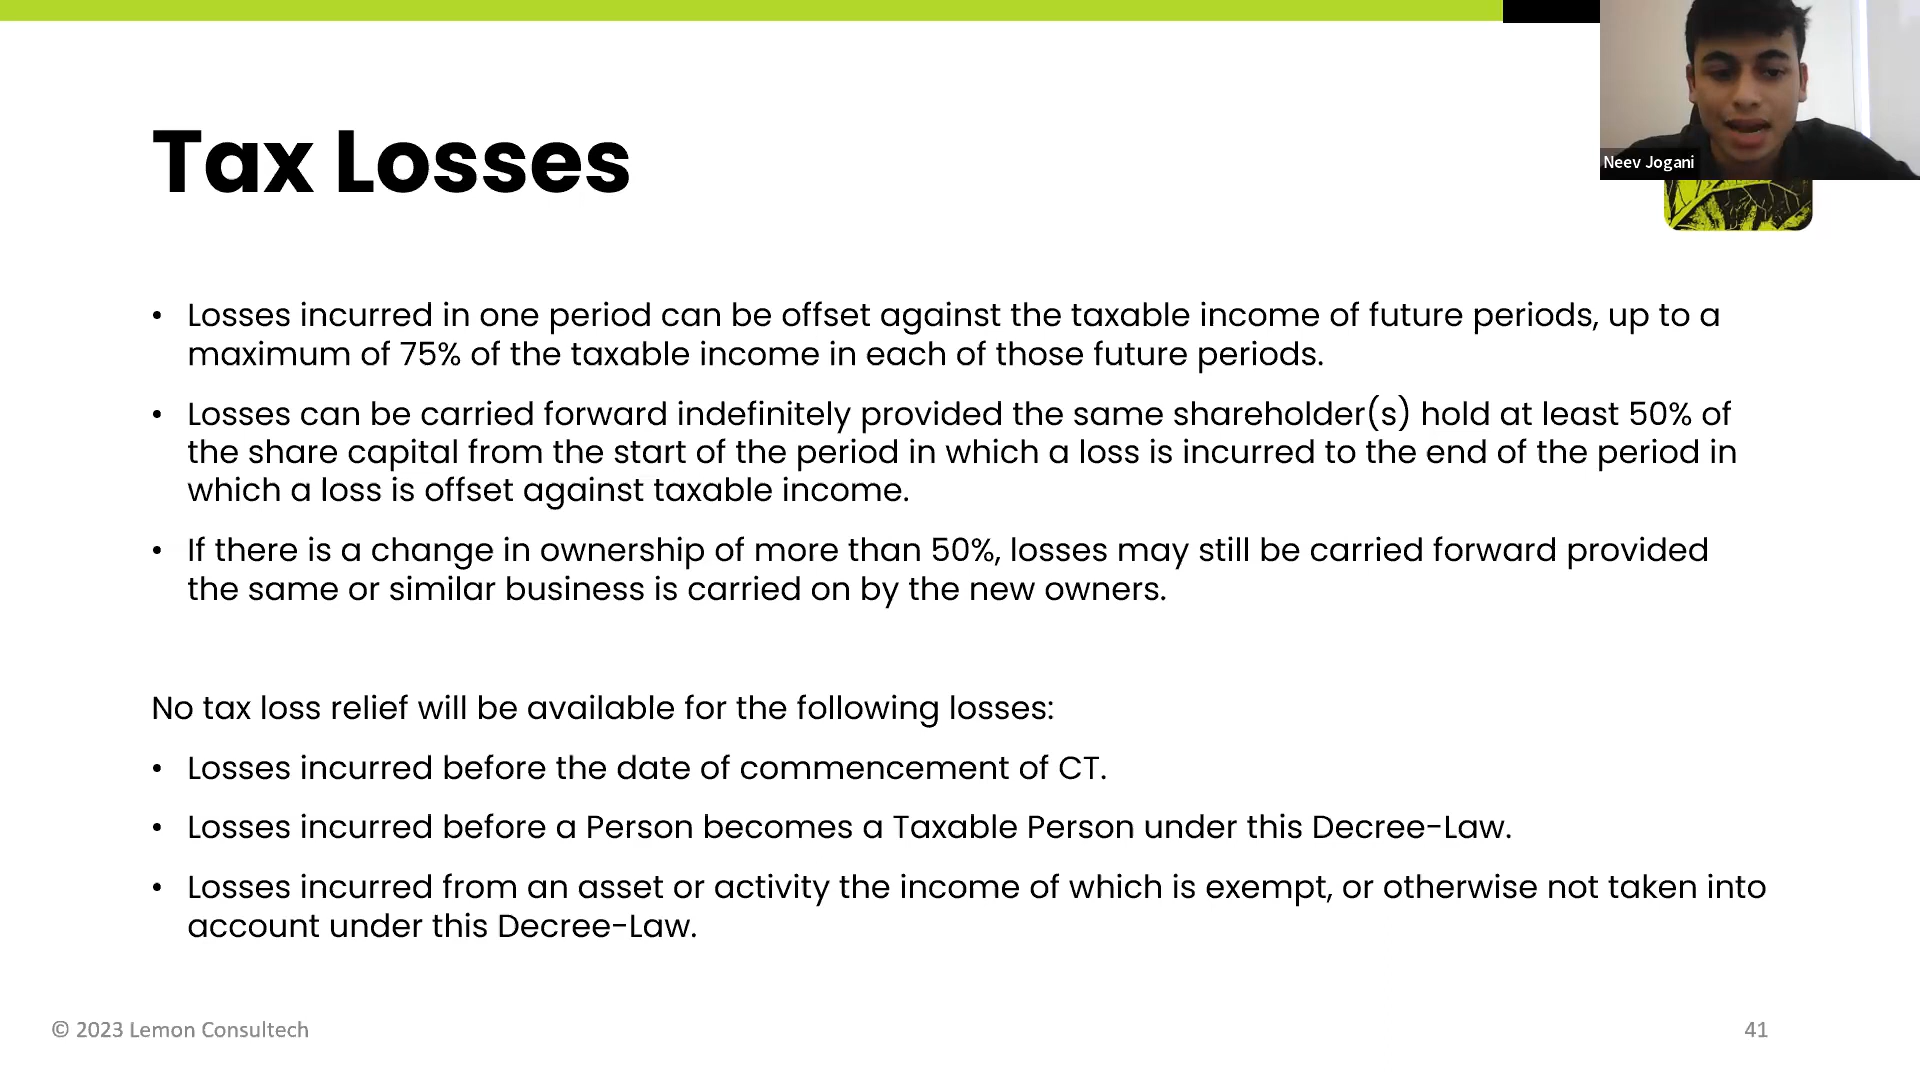 Neev Jogani
Tax Losses
• Losses incurred in one period can be offset against the taxable income of future periods, up to a
maximum of 75% of the taxable income in each of those future periods.
• Losses can be carried forward indefinitely provided the same shareholder(s) hold at least 50% of
the share capital from the start of the period in which a loss is incurred to the end of the period in
which a loss is offset against taxable income.
• If there is a change in ownership of more than 50%, losses may still be carried forward provided
the same or similar business is carried on by the new owners.
No tax loss relief will be available for the following losses:
• Losses incurred before the date of commencement of CT.
• Losses incurred before a Person becomes a Taxable Person under this Decree-Law.
• Losses incurred from an asset or activity the income of which is exempt, or otherwise not taken into
account under this Decree-Law.
© 2023 Lemon Consultech
41